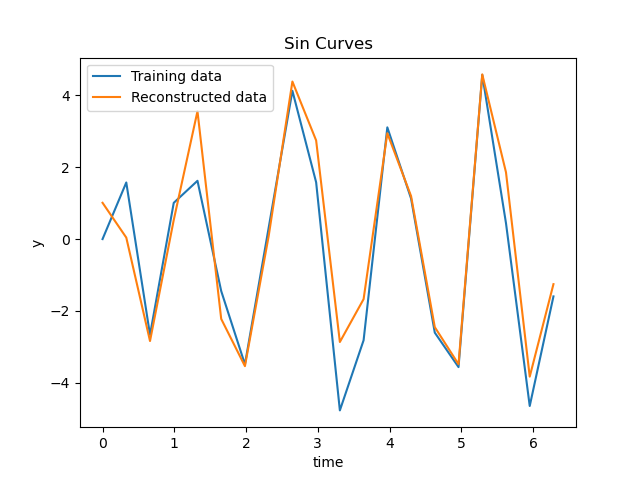 Sin Curves
Training data
Reconstructed data
4
2
0
−2
−4
y
0 1 2 3 4 5 6
time